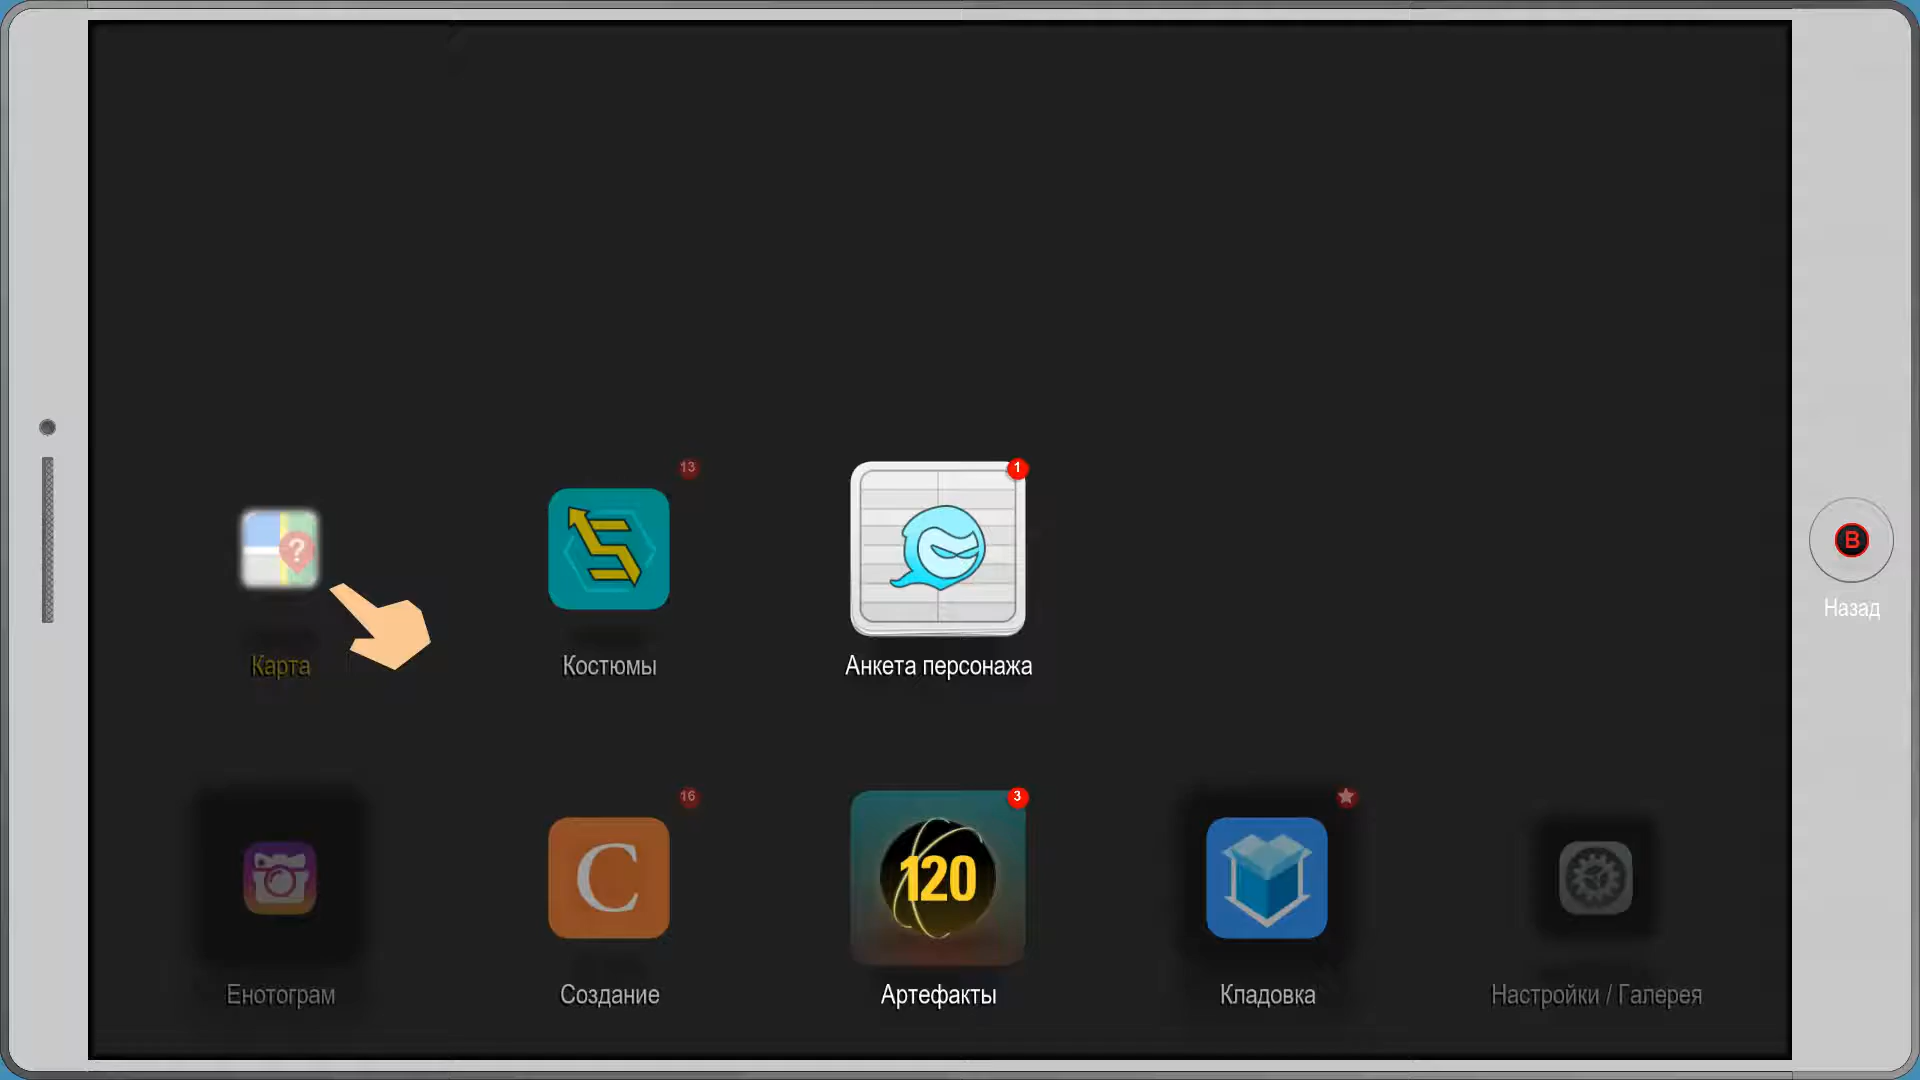 13
1
?
B
Назад
Карта
Костюмы
Анкета персонажа
16
3
C
120
Енотограм
Создание
Артефакты
Кладовка
Настройки / Галерея